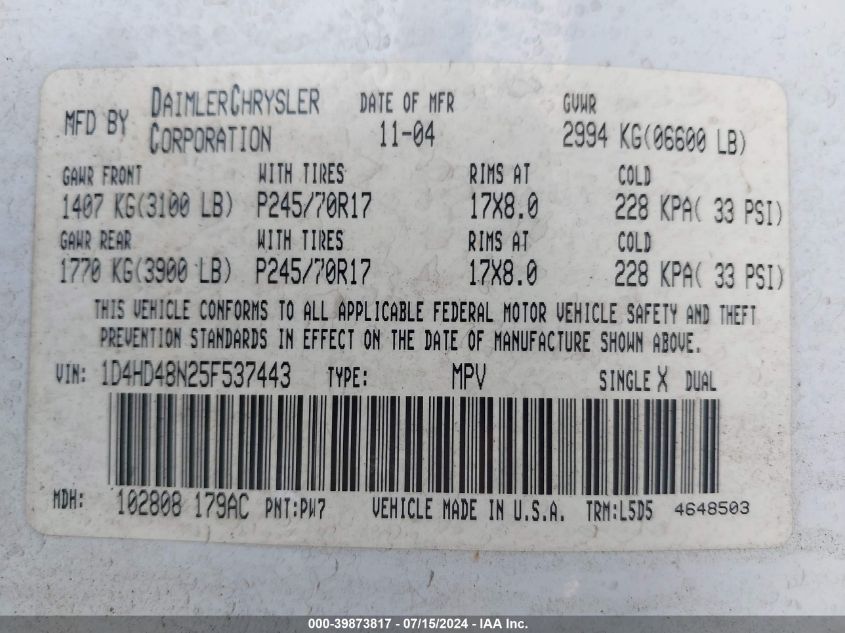 MFD BY DAIMLERCHRYSLER CORPORATION DATE OF MFR 11-04 GVWR 2994 KG(06600 LB)
GAWR FRONT WITH TIRES RIMS AT COLD
1407 KG(3100 LB) P245/70R17 17X8.0 228 KPA( 33 PSI)
GAWR REAR WITH TIRES RIMS AT COLD
1770 KG(3900 LB) P245/70R17 17X8.0 228 KPA( 33 PSI)
THIS VEHICLE CONFORMS TO ALL APPLICABLE FEDERAL MOTOR VEHICLE SAFETY AND THEFT
PREVENTION STANDARDS IN EFFECT ON THE DATE OF MANUFACTURE SHOWN ABOVE.
VIN: 1D4HD48N25F537443 TYPE: MPV SINGLE X DUAL
MDH: 102808 179AC PNT:PW7 VEHICLE MADE IN U.S.A. TRM:L5D5 4648503
000-39873817 - 07/15/2024 - IAA Inc.